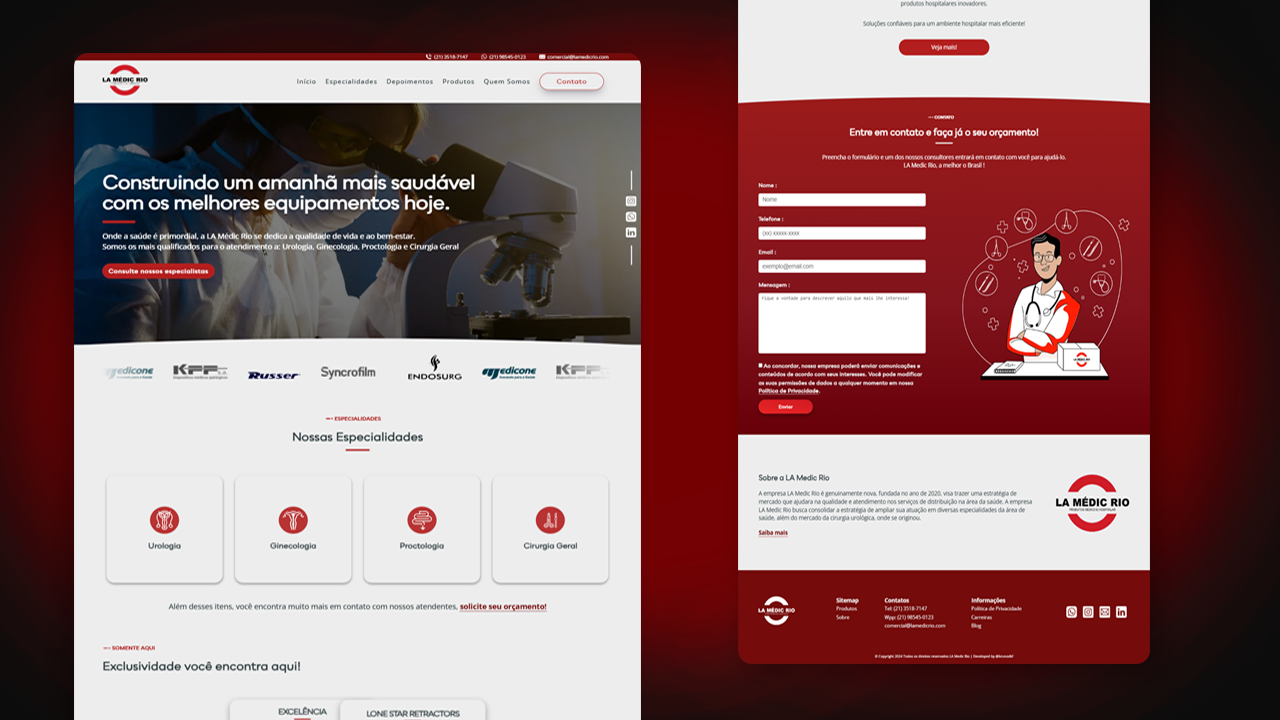 (21) 3518-7147
(21) 98545-0123
comercial@lamedicrio.com
LA MÉDIC RIO
Início
Especialidades
Depoimentos
Produtos
Quem Somos
Contato
Construindo um amanhã mais saudável
com os melhores equipamentos hoje.
Onde a saúde é primordial, a LA Médic Rio se dedica a qualidade de vida e ao bem-estar.
Somos os mais qualificados para o atendimento a: Urologia, Ginecologia, Proctologia e Cirurgia Geral
Consulte nossos especialistas
medicone
KFF
Russer
Syncrofilm
ENDOSURG
medicone
KFF
ESPECIALIDADES
Nossas Especialidades
Urologia
Ginecologia
Proctologia
Cirurgia Geral
Além desses itens, você encontra muito mais em contato com nossos atendentes, solicite seu orçamento!
SOMENTE AQUI
Exclusividade você encontra aqui!
EXCELÊNCIA
LONE STAR RETRACTORS
produtos hospitalares inovadores.
Soluções confiáveis para um ambiente hospitalar mais eficiente!
Veja mais!
CONTATO
Entre em contato e faça já o seu orçamento!
Preencha o formulário e um dos nossos consultores entrará em contato com você para ajudá-lo.
LA Medic Rio, a melhor o Brasil !
Nome :
Nome
Telefone :
(xx) xxxxx-xxxx
Email :
exemplo@email.com
Mensagem :
Fique a vontade para descrever aquilo que mais lhe interessa!
Ao concordar, nossa empresa poderá enviar comunicações e
conteúdos de acordo com seus interesses. Você pode modificar
as suas permissões de dados a qualquer momento em nossa
Política de Privacidade.
Enviar
LA MÉDIC RIO
Sobre a LA Medic Rio
A empresa LA Medic Rio é genuinamente nova, fundada no ano de 2020, visa trazer uma estratégia de
mercado que ajudara na qualidade e atendimento nos serviços de distribuição na área da saúde. A empresa
LA Medic Rio busca consolidar a estratégia de ampliar sua atuação em diversas especialidades da área de
saúde, além do mercado da cirurgia urológica, onde se originou.
Saiba mais
LA MÉDIC RIO
PRODUTOS MÉDICOS HOSPITALAR
LA MÉDIC RIO
Sitemap
Produtos
Sobre
Contatos
Tel: (21) 3518-7147
Wpp: (21) 98545-0123
comercial@lamedicrio.com
Informações
Política de Privacidade
Carreiras
Blog
© Copyright 2024 Todos os direitos reservados LA Medic Rio | Developed by